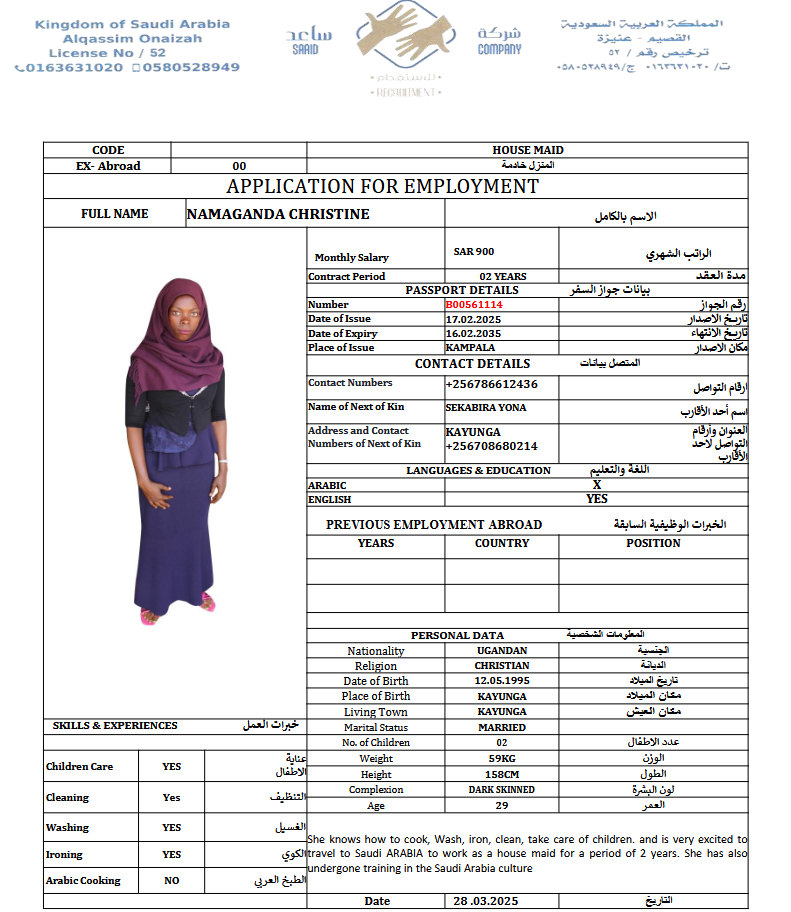 Kingdom of Saudi Arabia
Alqassim Onaizah
License No / 52
0163631020 0580528949
ساعد
SAAID
شركة
COMPANY
للاستقدام
RECRUITMENT
المملكة العربية السعودية
القصيم - عنيزة
ترخيص رقم / ٥٢
ت/ ٠١٦٣٦٣١٠٢٠ ج/ ٠٥٨٠٥٢٨٩٤٩
CODE HOUSE MAID
EX- Abroad 00 المنزل خادمة
APPLICATION FOR EMPLOYMENT
FULL NAME NAMAGANDA CHRISTINE الاسم بالكامل
Monthly Salary SAR 900 الراتب الشهري
Contract Period 02 YEARS مدة العقد
PASSPORT DETAILS بيانات جواز السفر
Number B00561114 رقم الجواز
Date of Issue 17.02.2025 تاريخ الاصدار
Date of Expiry 16.02.2035 تاريخ الانتهاء
Place of Issue KAMPALA مكان الاصدار
CONTACT DETAILS المتصل بيانات
Contact Numbers +256786612436 ارقام التواصل
Name of Next of Kin SEKABIRA YONA اسم أحد الأقارب
Address and Contact KAYUNGA العنوان وأرقام
Numbers of Next of Kin +256708680214 التواصل لاحد
الأقارب
LANGUAGES & EDUCATION اللغة والتعليم
ARABIC X
ENGLISH YES
PREVIOUS EMPLOYMENT ABROAD الخبرات الوظيفية السابقة
YEARS COUNTRY POSITION
PERSONAL DATA المعلومات الشخصية
Nationality UGANDAN الجنسية
Religion CHRISTIAN الديانة
Date of Birth 12.05.1995 تاريخ الميلاد
Place of Birth KAYUNGA مكان الميلاد
Living Town KAYUNGA مكان العيش
Marital Status MARRIED
No. of Children 02 عدد الاطفال
Weight 59KG الوزن
Height 158CM الطول
Complexion DARK SKINNED لون البشرة
Age 29 العمر
SKILLS & EXPERIENCES خبرات العمل
Children Care YES عناية
الاطفال
Cleaning Yes التنظيف
Washing YES الغسيل
Ironing YES الكوي
Arabic Cooking NO الطبخ العربي
She knows how to cook, Wash, iron, clean, take care of children. and is very excited to
travel to Saudi ARABIA to work as a house maid for a period of 2 years. She has also
undergone training in the Saudi Arabia culture
Date 28 .03.2025 التاريخ